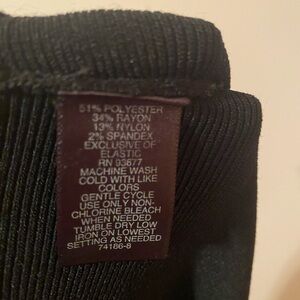 51% POLYESTER
34% RAYON
13% NYLON
2% SPANDEX
EXCLUSIVE OF
ELASTIC
RN 93677
MACHINE WASH
COLD WITH LIKE
COLORS
GENTLE CYCLE
USE ONLY NON-
CHLORINE BLEACH
WHEN NEEDED
TUMBLE DRY LOW
IRON ON LOWEST
SETTING AS NEEDED
74166-8